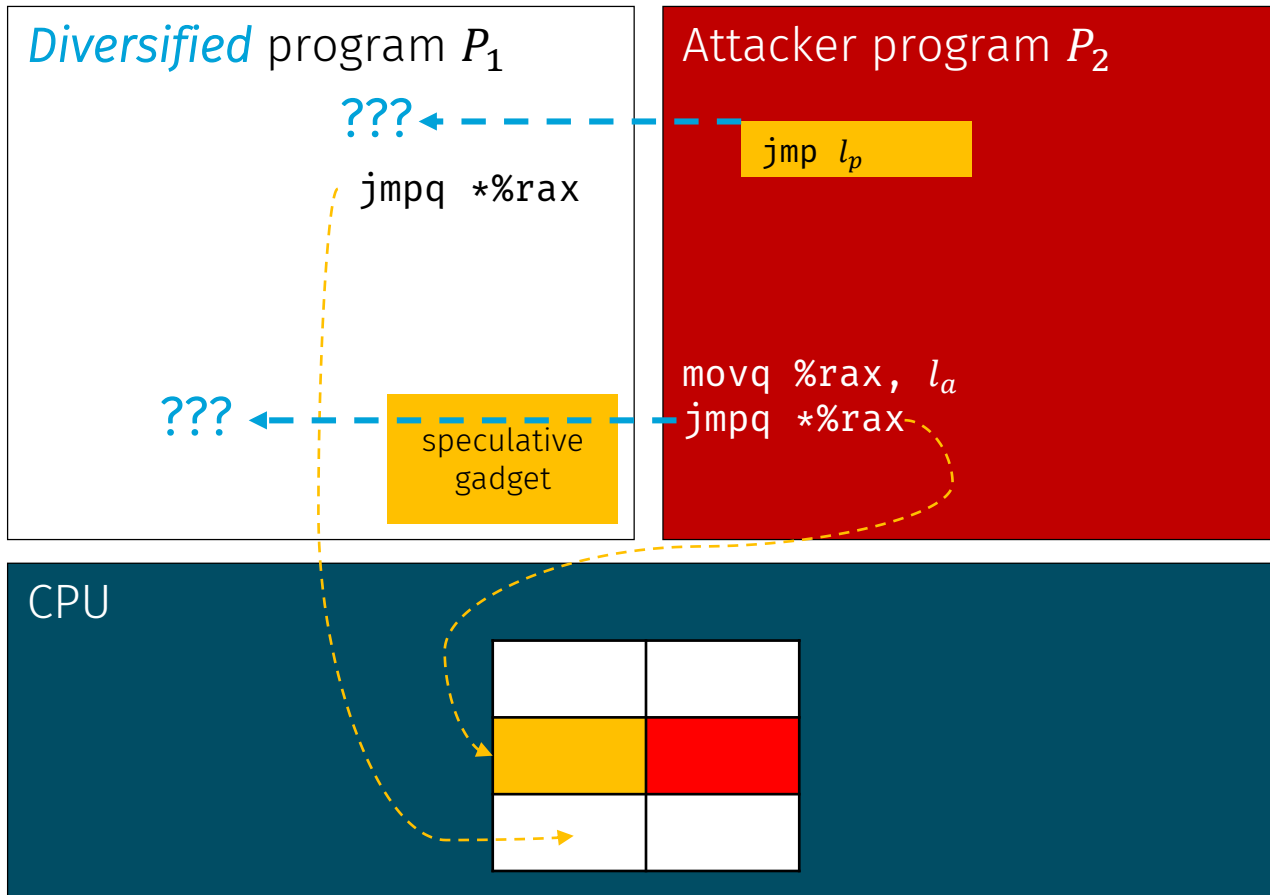 Diversified program P₁
???
jmpq *%rax
???
speculative
gadget
Attacker program P₂
jmp lₚ
movq %rax, lₐ
jmpq *%rax
CPU